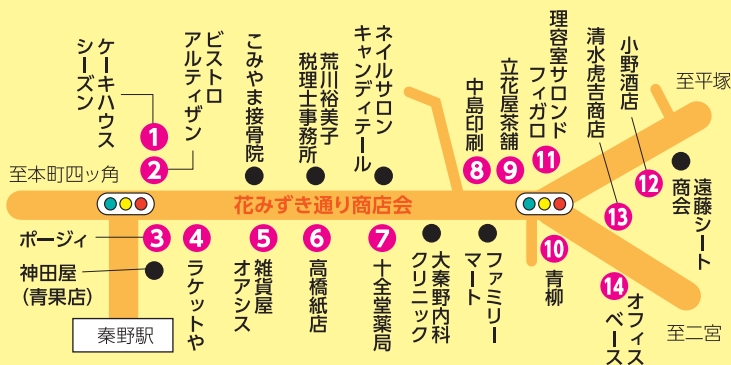 ケーキハウス
シーズン
1
ビストロ
アルティザン
2
こみやま接骨院
荒川裕美子
税理士事務所
ネイルサロン
キャンディテール
中島印刷
8
立花屋茶舗
9
理容室サロンド
フィガロ
11
清水虎吉商店
13
小野酒店
12
至平塚
遠藤シート
商会
至本町四ッ角
花みずき通り商店会
ポージィ
3
神田屋
(青果店)
秦野駅
4
ラケットや
5
雑貨屋
オアシス
6
高橋紙店
7
十全堂薬局
大秦野内科
クリニック
ファミリー
マート
10
青柳
14
オフィス
ベース
至二宮